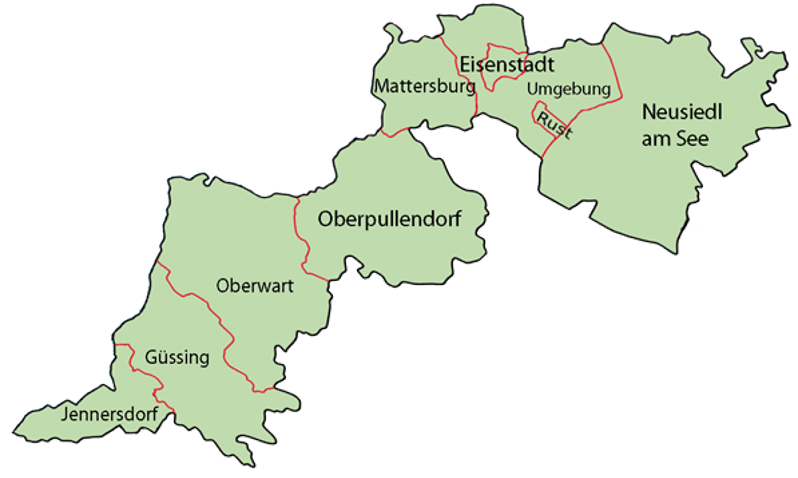 Eisenstadt
Mattersburg
Umgebung
Rust
Neusiedl
am See
Oberpullendorf
Oberwart
Güssing
Jennersdorf